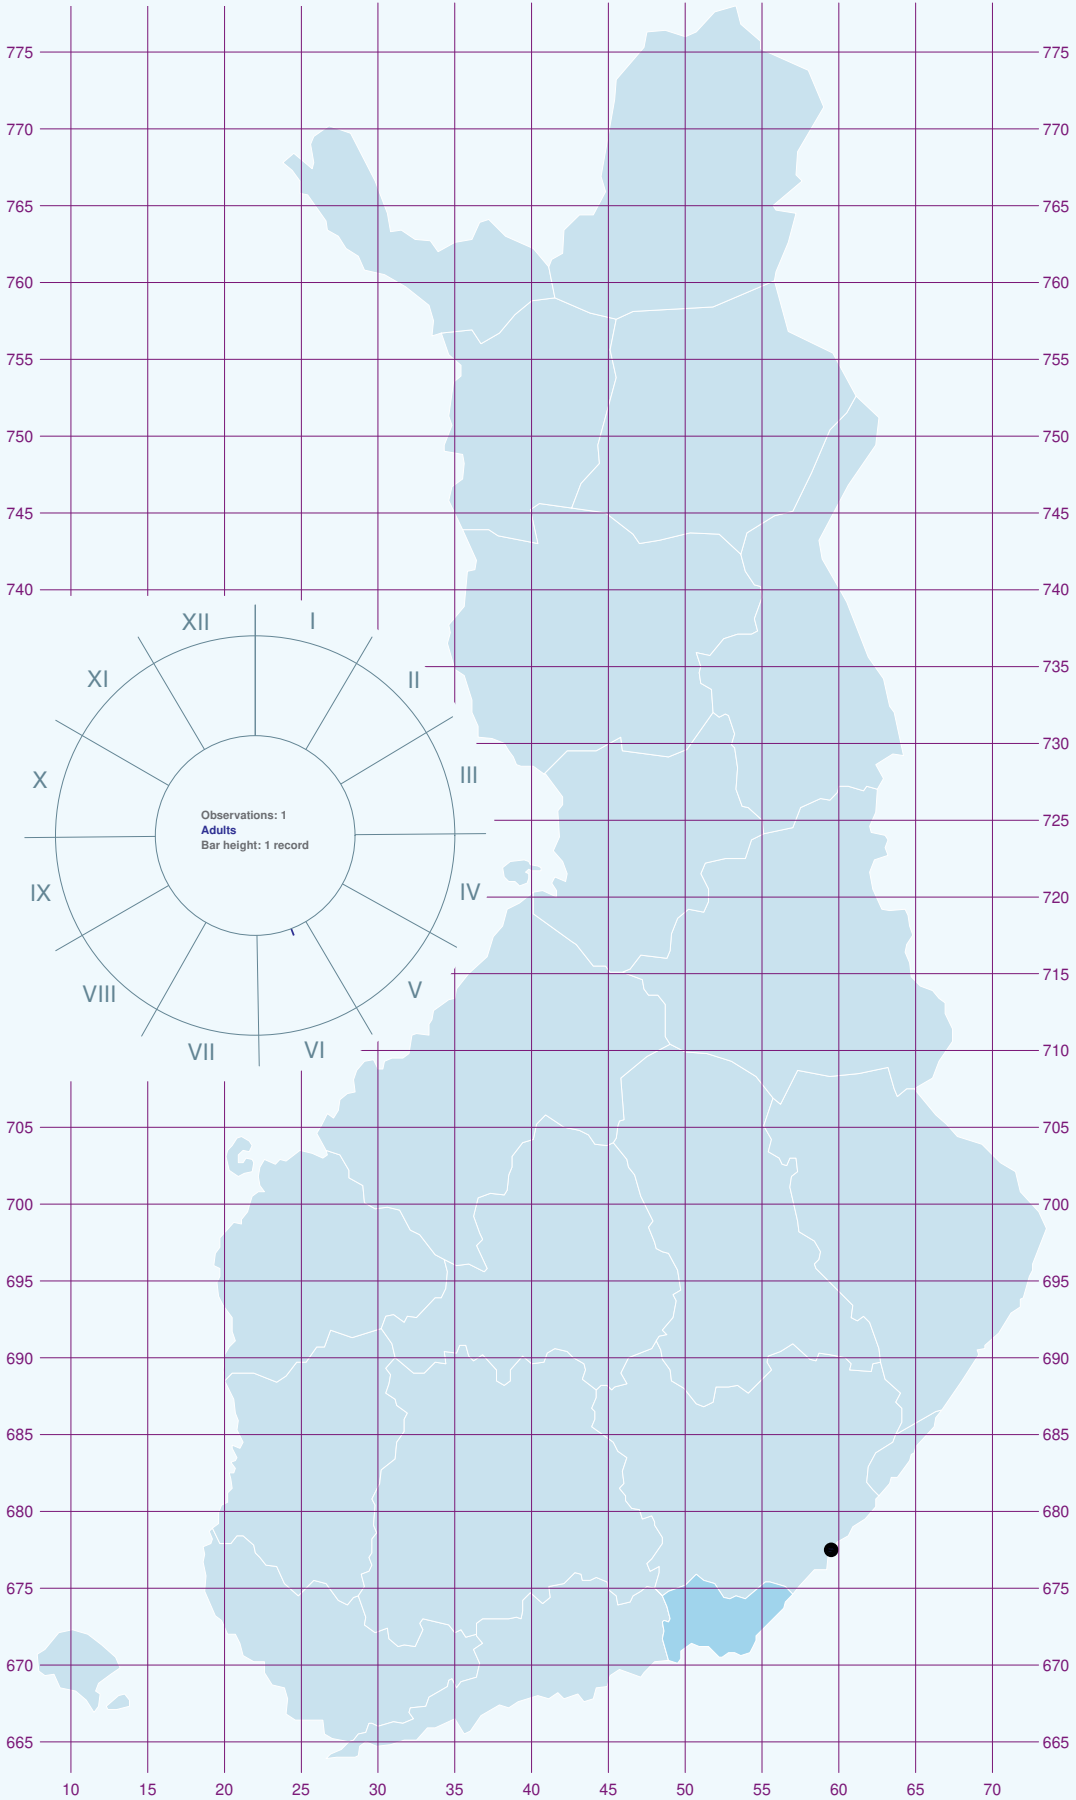 775 775
770 770
765 765
760 760
755 755
750 750
745 745
740 740
XII I
XI II
735
730
X III
Observations: 1
Adults
Bar height: 1 record
725
IX IV
720
VIII V
715
VII VI
710
705 705
700 700
695 695
690 690
685 685
680 680
675 675
670 670
665 665
10 15 20 25 30 35 40 45 50 55 60 65 70